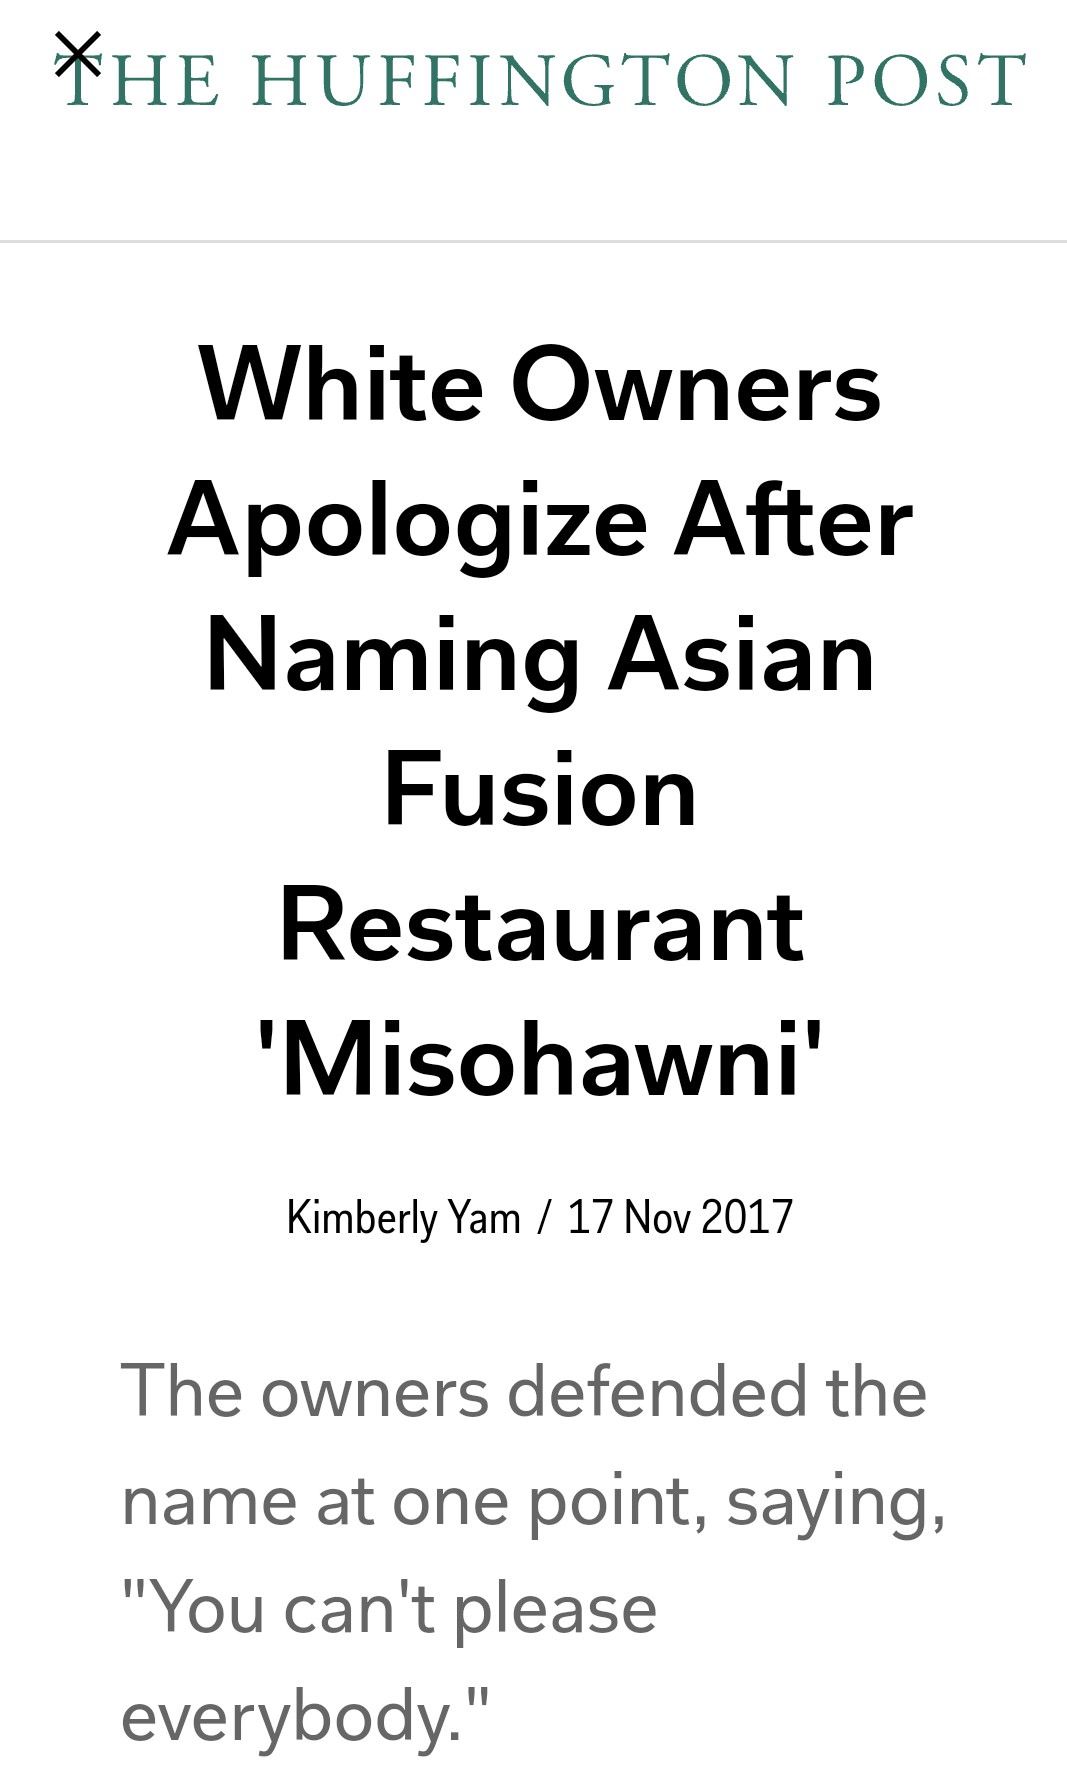 THE HUFFINGTON POST
White Owners
Apologize After
Naming Asian
Fusion
Restaurant
'Misohawni'
Kimberly Yam / 17 Nov 2017
The owners defended the
name at one point, saying,
"You can't please
everybody."